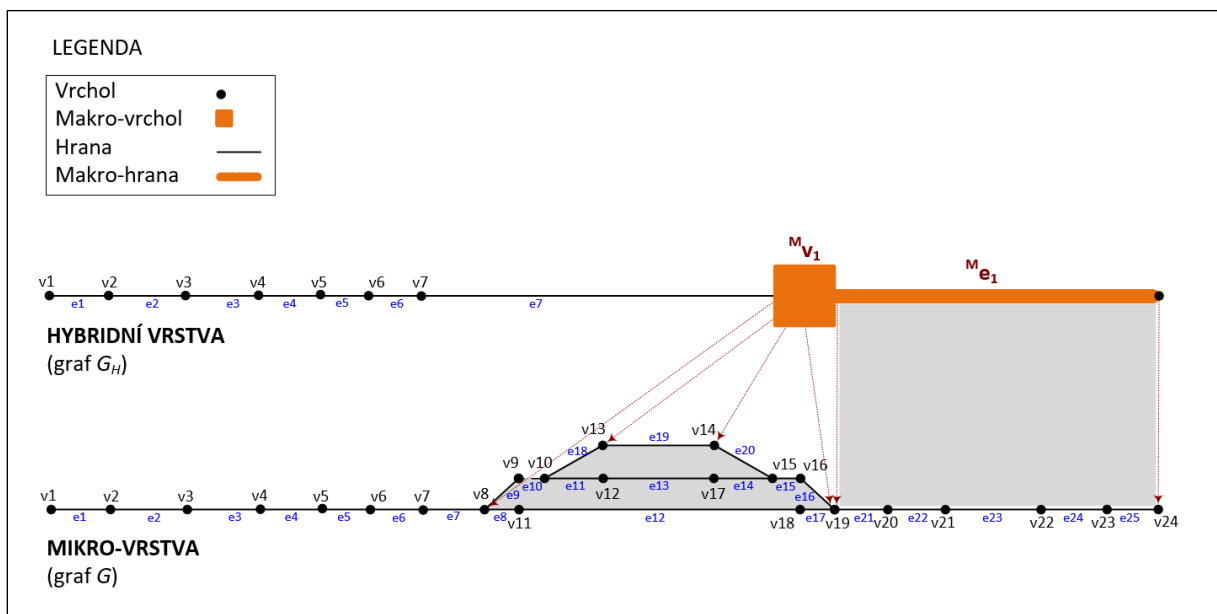 LEGENDA
Vrchol
Makro-vrchol
Hrana
Makro-hrana
Mv1
Me1
v1 v2 v3 v4 v5 v6 v7
e1 e2 e3 e4 e5 e6 e7
HYBRIDNÍ VRSTVA
(graf GH)
v13 v14
e19
e18 e20
v9 v10 v15 v16
e10 e11 e13 e14 e15
v12 v17
v1 v2 v3 v4 v5 v6 v7 v8 e9 e16
e1 e2 e3 e4 e5 e6 e7 e8 e12 e17 e21 e22 e23 e24 e25
v11 v18 v19 v20 v21 v22 v23 v24
MIKRO-VRSTVA
(graf G)